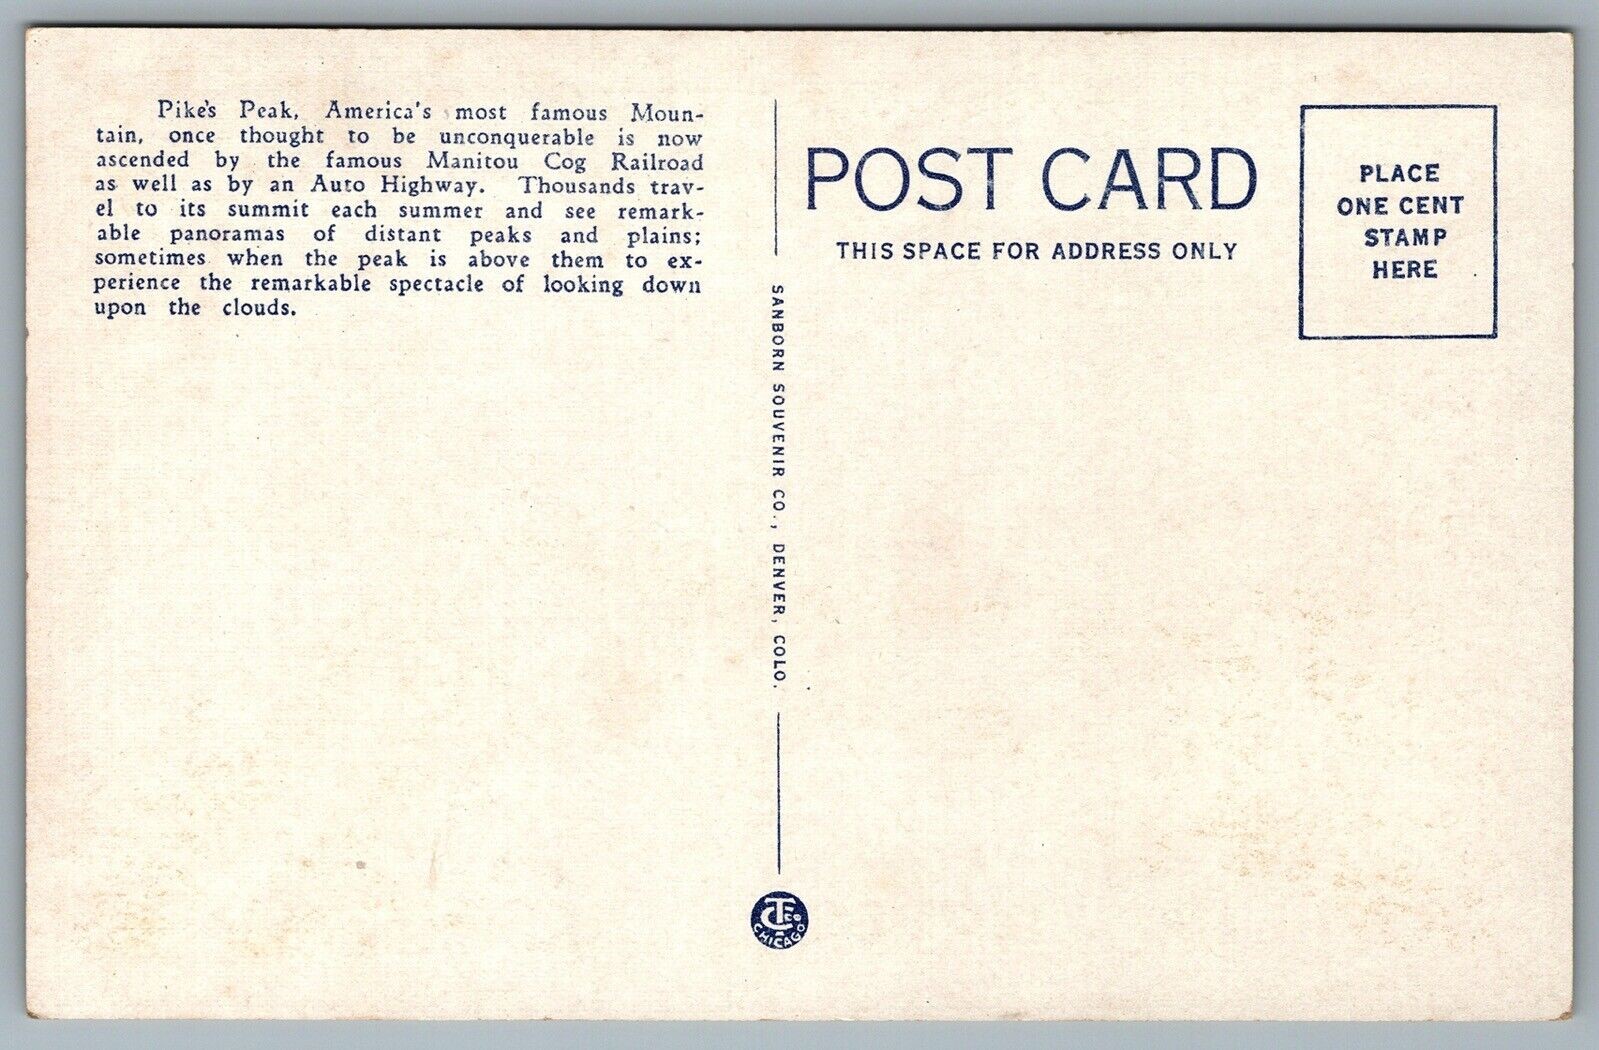 Pike's Peak, America's most famous Moun-
tain, once thought to be unconquerable is now
ascended by the famous Manitou Cog Railroad
as well as by an Auto Highway. Thousands trav-
el to its summit each summer and see remark-
able panoramas of distant peaks and plains;
sometimes when the peak is above them to ex-
perience the remarkable spectacle of looking down
upon the clouds.
SANBORN SOUVENIR CO., DENVER, COLO.
CT CO
CHICAGO
POST CARD
THIS SPACE FOR ADDRESS ONLY
PLACE
ONE CENT
STAMP
HERE